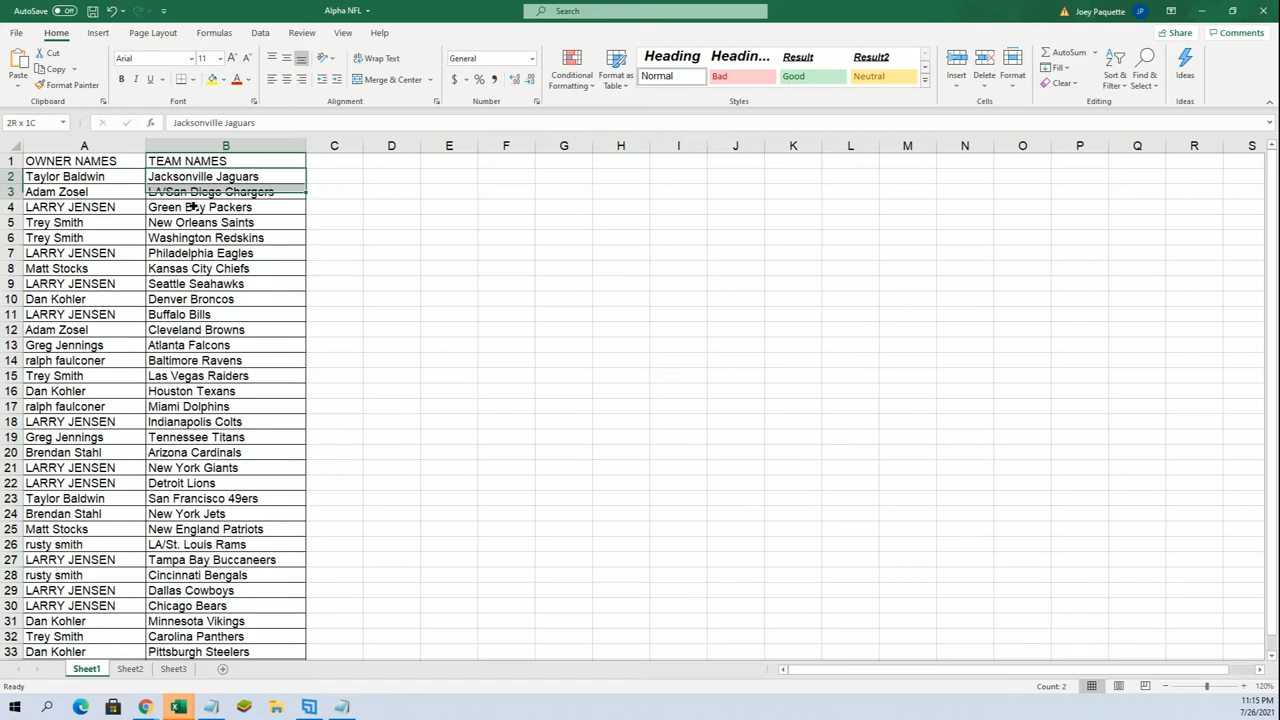 AutoSave Off Alpha NFL Search Joey Paquette JP
File Home Insert Page Layout Formulas Data Review View Help Share Comments
Cut Arial 11 Wrap Text General Heading Headin... Result Result2 AutoSum
Copy Fill
Paste Format Painter B I U Merge & Center $ % Conditional Formatting Format as Table Normal Bad Good Neutral Insert Delete Format Clear Sort & Filter Find & Select Ideas
Clipboard Font Alignment Number Styles Cells Editing Ideas
2R x 1C fx Jacksonville Jaguars
A B C D E F G H I J K L M N O P Q R S
1 OWNER NAMES TEAM NAMES
2 Taylor Baldwin Jacksonville Jaguars
3 Adam Zosel LA/San Diego Chargers
4 LARRY JENSEN Green Bay Packers
5 Trey Smith New Orleans Saints
6 Trey Smith Washington Redskins
7 LARRY JENSEN Philadelphia Eagles
8 Matt Stocks Kansas City Chiefs
9 LARRY JENSEN Seattle Seahawks
10 Dan Kohler Denver Broncos
11 LARRY JENSEN Buffalo Bills
12 Adam Zosel Cleveland Browns
13 Greg Jennings Atlanta Falcons
14 ralph faulconer Baltimore Ravens
15 Trey Smith Las Vegas Raiders
16 Dan Kohler Houston Texans
17 ralph faulconer Miami Dolphins
18 LARRY JENSEN Indianapolis Colts
19 Greg Jennings Tennessee Titans
20 Brendan Stahl Arizona Cardinals
21 LARRY JENSEN New York Giants
22 LARRY JENSEN Detroit Lions
23 Taylor Baldwin San Francisco 49ers
24 Brendan Stahl New York Jets
25 Matt Stocks New England Patriots
26 rusty smith LA/St. Louis Rams
27 LARRY JENSEN Tampa Bay Buccaneers
28 rusty smith Cincinnati Bengals
29 LARRY JENSEN Dallas Cowboys
30 LARRY JENSEN Chicago Bears
31 Dan Kohler Minnesota Vikings
32 Trey Smith Carolina Panthers
33 Dan Kohler Pittsburgh Steelers
Sheet1 Sheet2 Sheet3
Ready Count: 2 120%
11:15 PM
7/26/2021